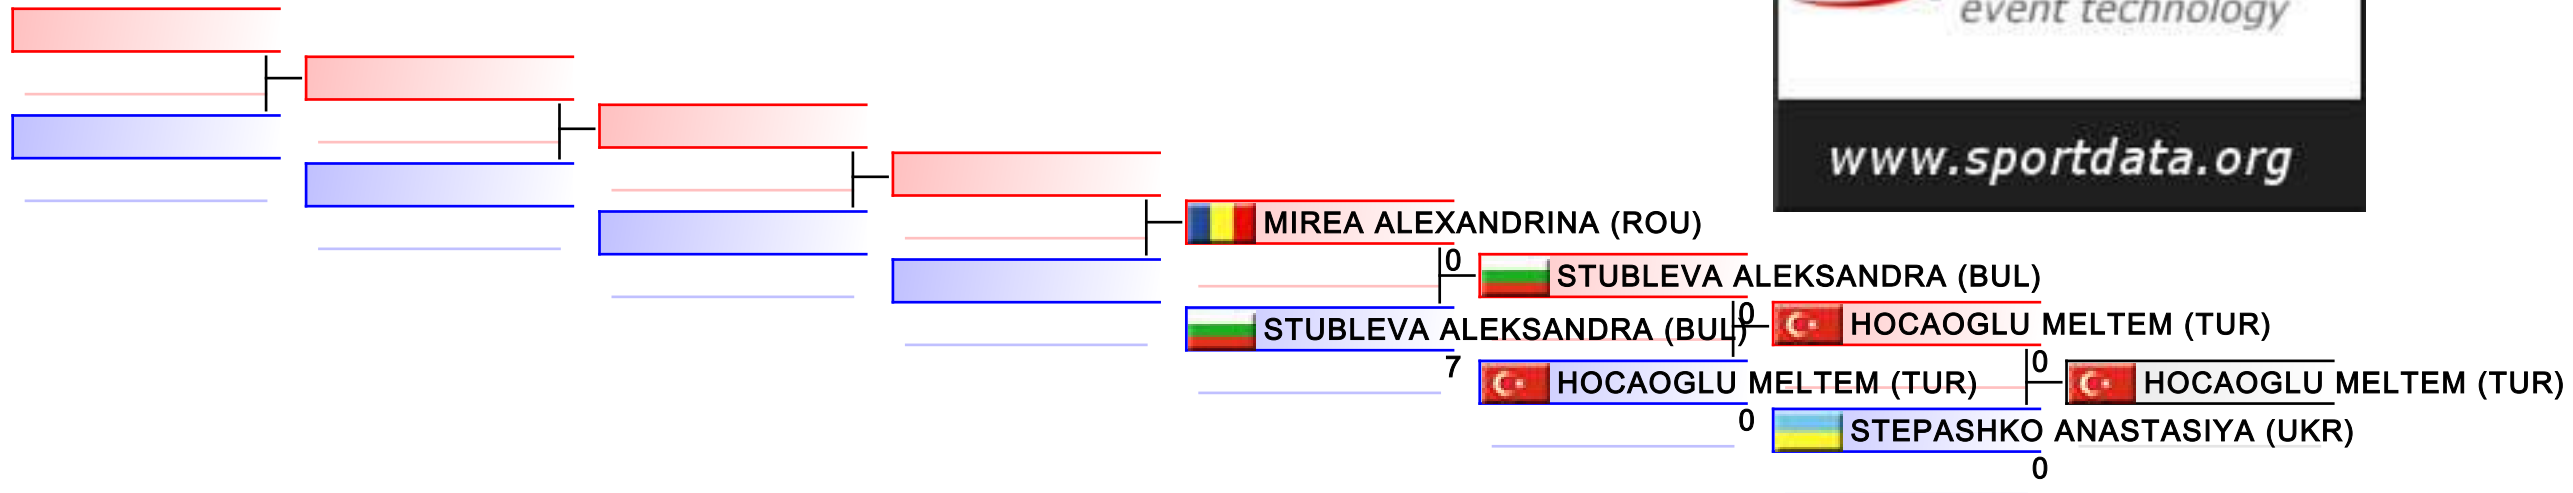 event technology
www.sportdata.org
MIREA ALEXANDRINA (ROU)
0
STUBLEVA ALEKSANDRA (BUL)
0
STUBLEVA ALEKSANDRA (BUL)
HOCAOGLU MELTEM (TUR)
7
0
HOCAOGLU MELTEM (TUR)
HOCAOGLU MELTEM (TUR)
0
STEPASHKO ANASTASIYA (UKR)
0